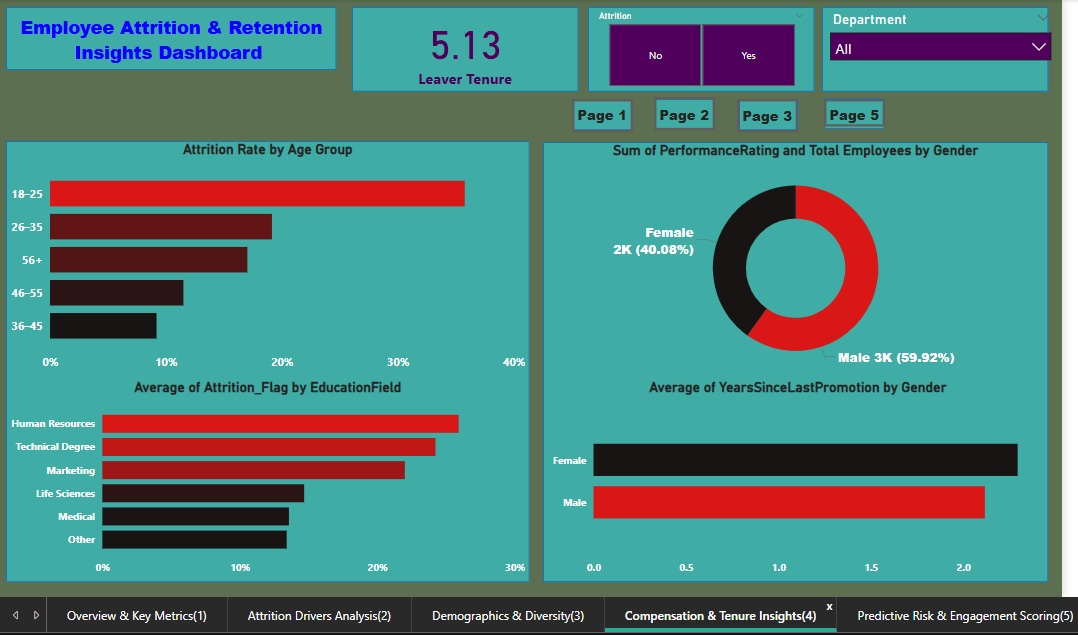 Employee Attrition & Retention
Insights Dashboard
5.13
Leaver Tenure
Attrition
No
Yes
Department
All
Page 1
Page 2
Page 3
Page 5
Attrition Rate by Age Group
18–25
26–35
56+
46–55
36–45
0%
10%
20%
30%
40%
Sum of PerformanceRating and Total Employees by Gender
Female
2K (40.08%)
Male 3K (59.92%)
Average of Attrition_Flag by EducationField
Human Resources
Technical Degree
Marketing
Life Sciences
Medical
Other
0%
10%
20%
30%
Average of YearsSinceLastPromotion by Gender
Female
Male
0.0
0.5
1.0
1.5
2.0
Overview & Key Metrics(1)
Attrition Drivers Analysis(2)
Demographics & Diversity(3)
Compensation & Tenure Insights(4)
x
Predictive Risk & Engagement Scoring(5)